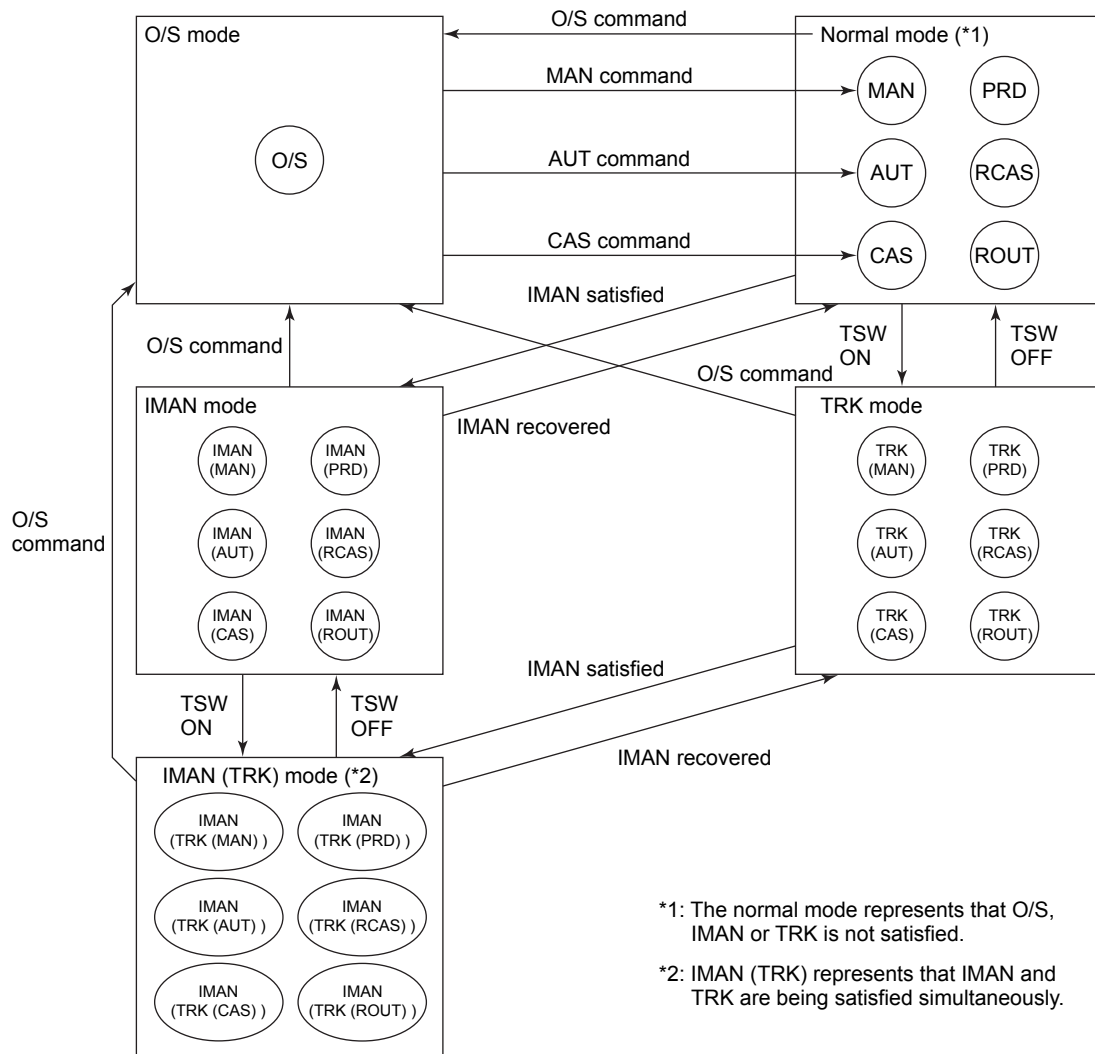 O/S mode
O/S command
Normal mode (*1)
MAN command
MAN
PRD
O/S
AUT command
AUT
RCAS
CAS command
CAS
ROUT
IMAN satisfied
O/S command
TSW
ON
TSW
OFF
O/S command
IMAN mode
IMAN recovered
TRK mode
IMAN
(MAN)
IMAN
(PRD)
TRK
(MAN)
TRK
(PRD)
O/S
command
IMAN
(AUT)
IMAN
(RCAS)
TRK
(AUT)
TRK
(RCAS)
IMAN
(CAS)
IMAN
(ROUT)
TRK
(CAS)
TRK
(ROUT)
IMAN satisfied
TSW
ON
TSW
OFF
IMAN recovered
IMAN (TRK) mode (*2)
IMAN
(TRK (MAN) )
IMAN
(TRK (PRD) )
IMAN
(TRK (AUT) )
IMAN
(TRK (RCAS) )
IMAN
(TRK (CAS) )
IMAN
(TRK (ROUT) )
*1: The normal mode represents that O/S,
IMAN or TRK is not satisfied.
*2: IMAN (TRK) represents that IMAN and
TRK are being satisfied simultaneously.